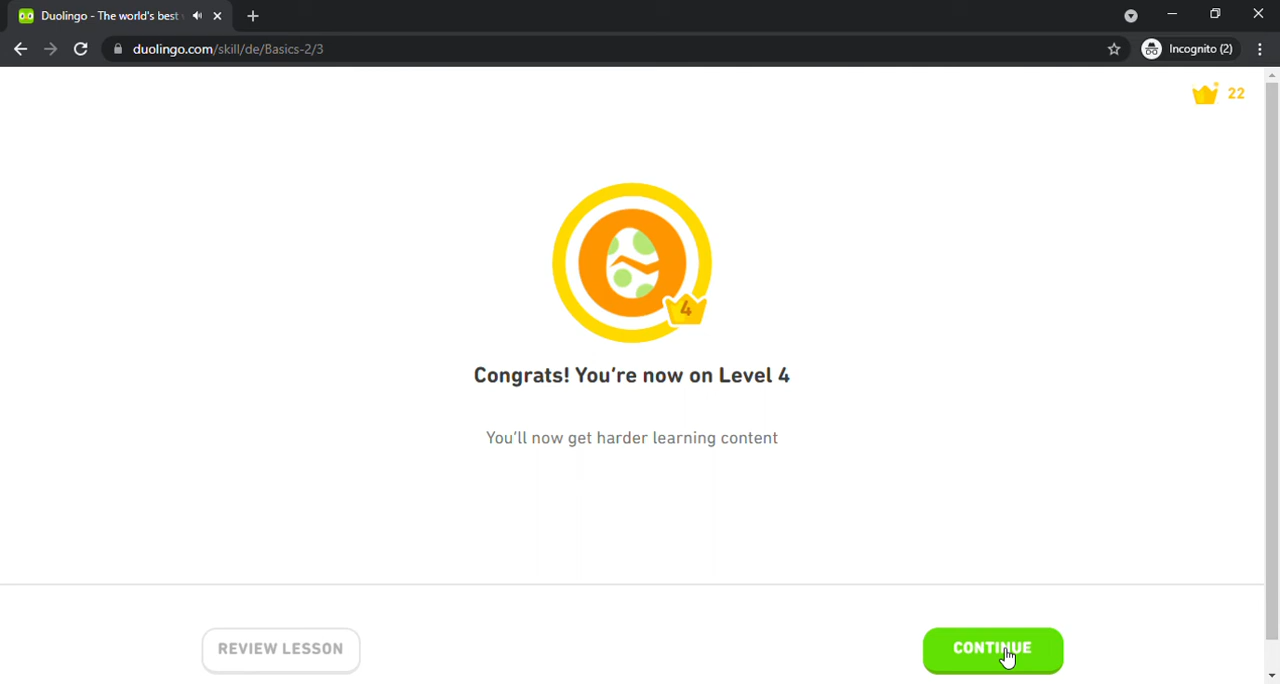 Duolingo - The world's best
duolingo.com/skill/de/Basics-2/3
Incognito (2)
22
4
Congrats! You're now on Level 4
You'll now get harder learning content
REVIEW LESSON
CONTINUE